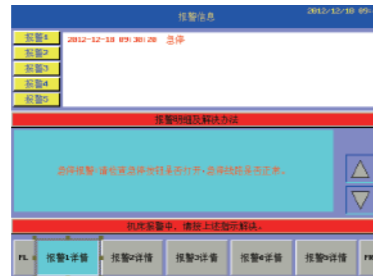 报警信息
2012/12/18 09:
报警1
2012-12-18 09:30:20 急停
报警2
报警3
报警4
报警5
报警明细及解决办法
急停报警·请检查急停按钮是否打开·急停线路是否正常。
机床报警中，请按上述指示解决。
FL 报警1详情 报警2详情 报警3详情 报警4详情 报警5详情